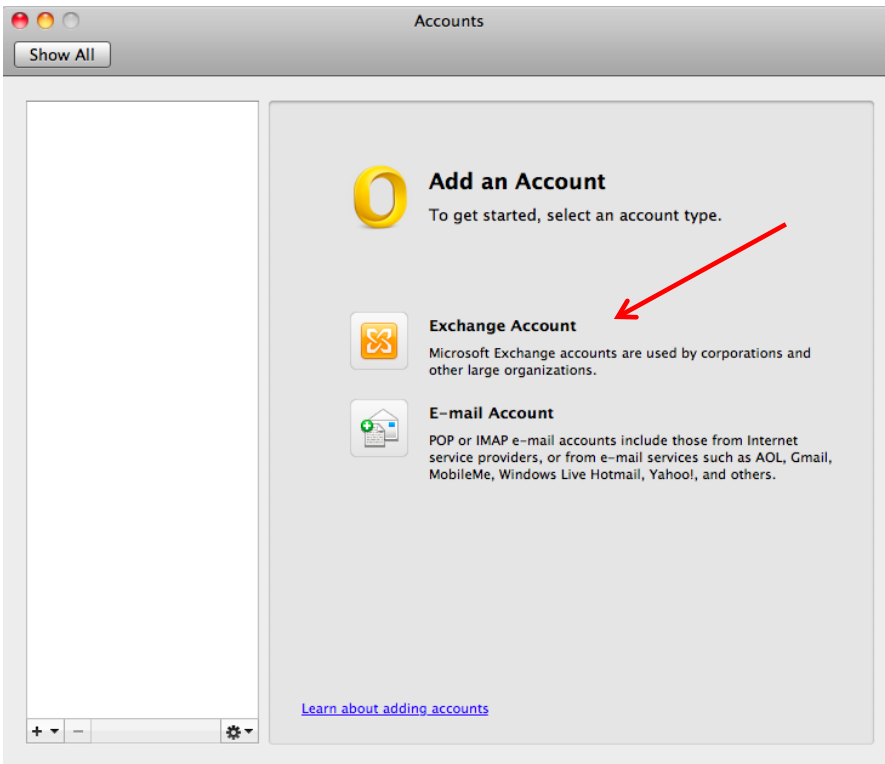 Accounts
Show All
Add an Account
To get started, select an account type.
Exchange Account
Microsoft Exchange accounts are used by corporations and
other large organizations.
E-mail Account
POP or IMAP e-mail accounts include those from Internet
service providers, or from e-mail services such as AOL, Gmail,
MobileMe, Windows Live Hotmail, Yahoo!, and others.
Learn about adding accounts